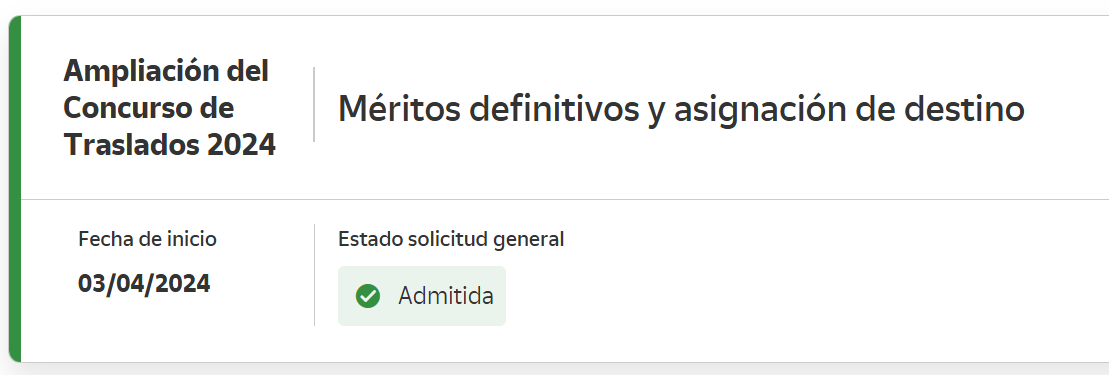 Ampliación del
Concurso de
Traslados 2024
Méritos definitivos y asignación de destino
Fecha de inicio
03/04/2024
Estado solicitud general
Admitida